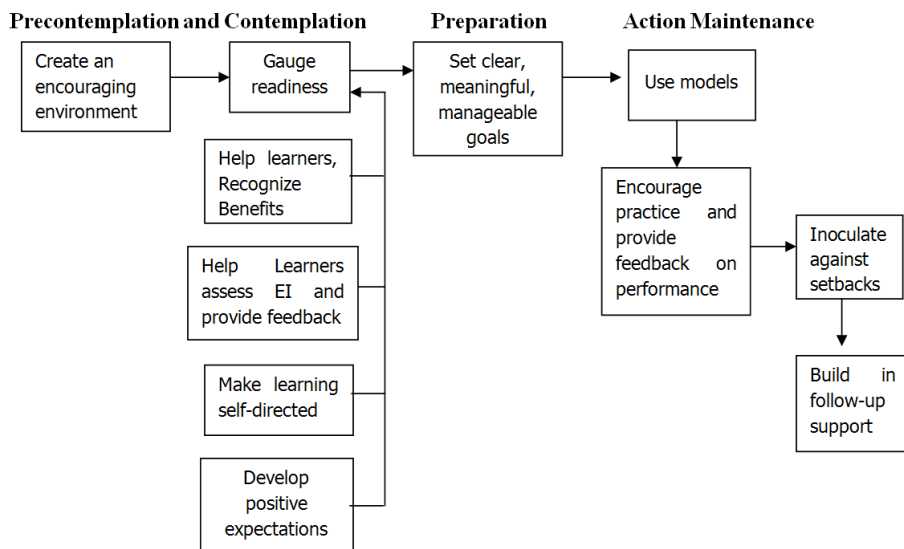 Precontemplation and Contemplation
Preparation
Action Maintenance
Create an
encouraging
environment
Gauge
readiness
Set clear,
meaningful,
manageable
goals
Use models
Help learners,
Recognize
Benefits
Encourage
practice and
provide
feedback on
performance
Inoculate
against
setbacks
Help Learners
assess EI and
provide feedback
Make learning
self-directed
Build in
follow-up
support
Develop
positive
expectations